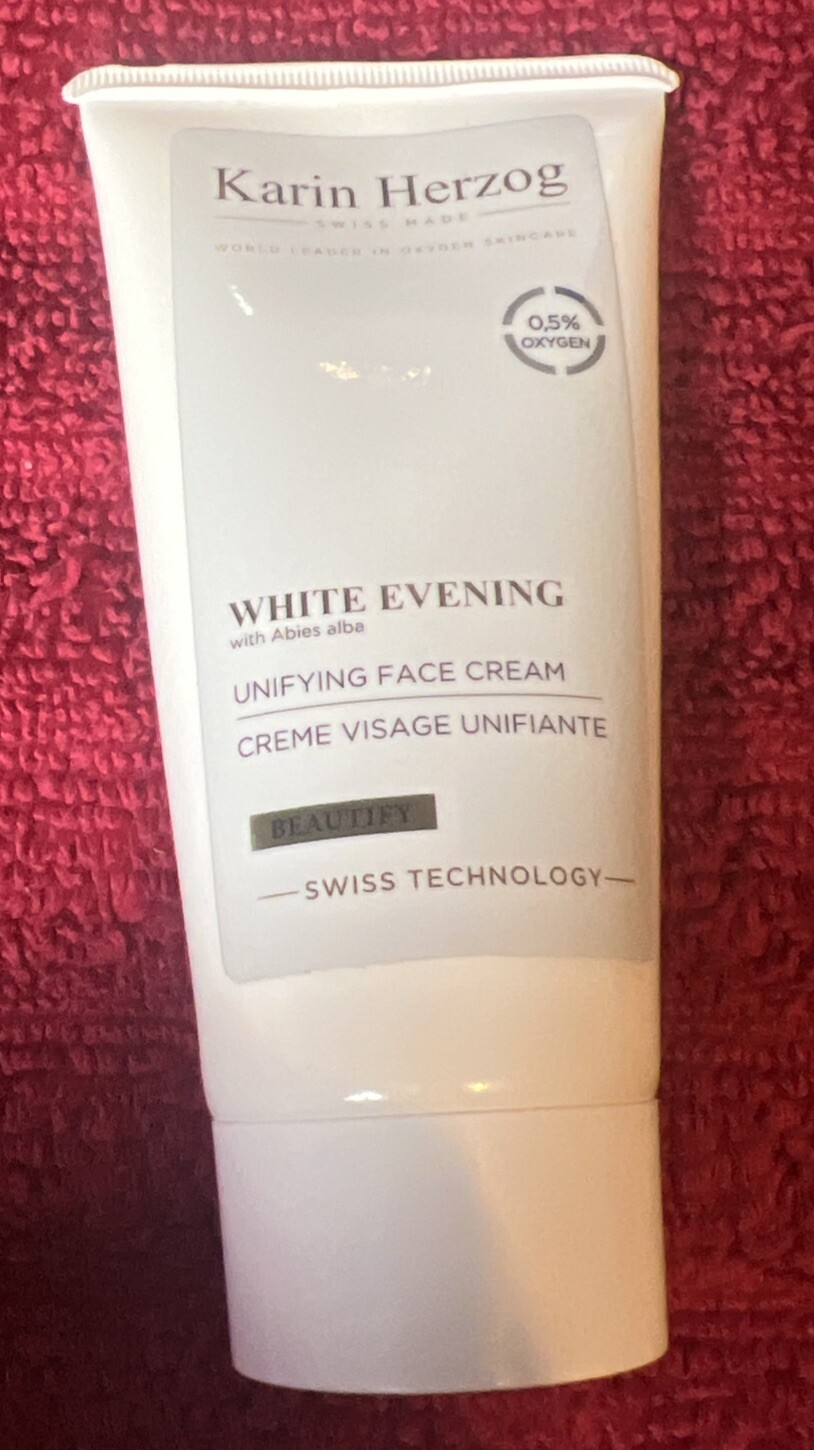 Karin Herzog
SWISS MADE
WORLD LEADER IN OXYGEN SKINCARE
0,5%
OXYGEN
WHITE EVENING
with Abies alba
UNIFYING FACE CREAM
CREME VISAGE UNIFIANTE
BEAUTIFY
—SWISS TECHNOLOGY—